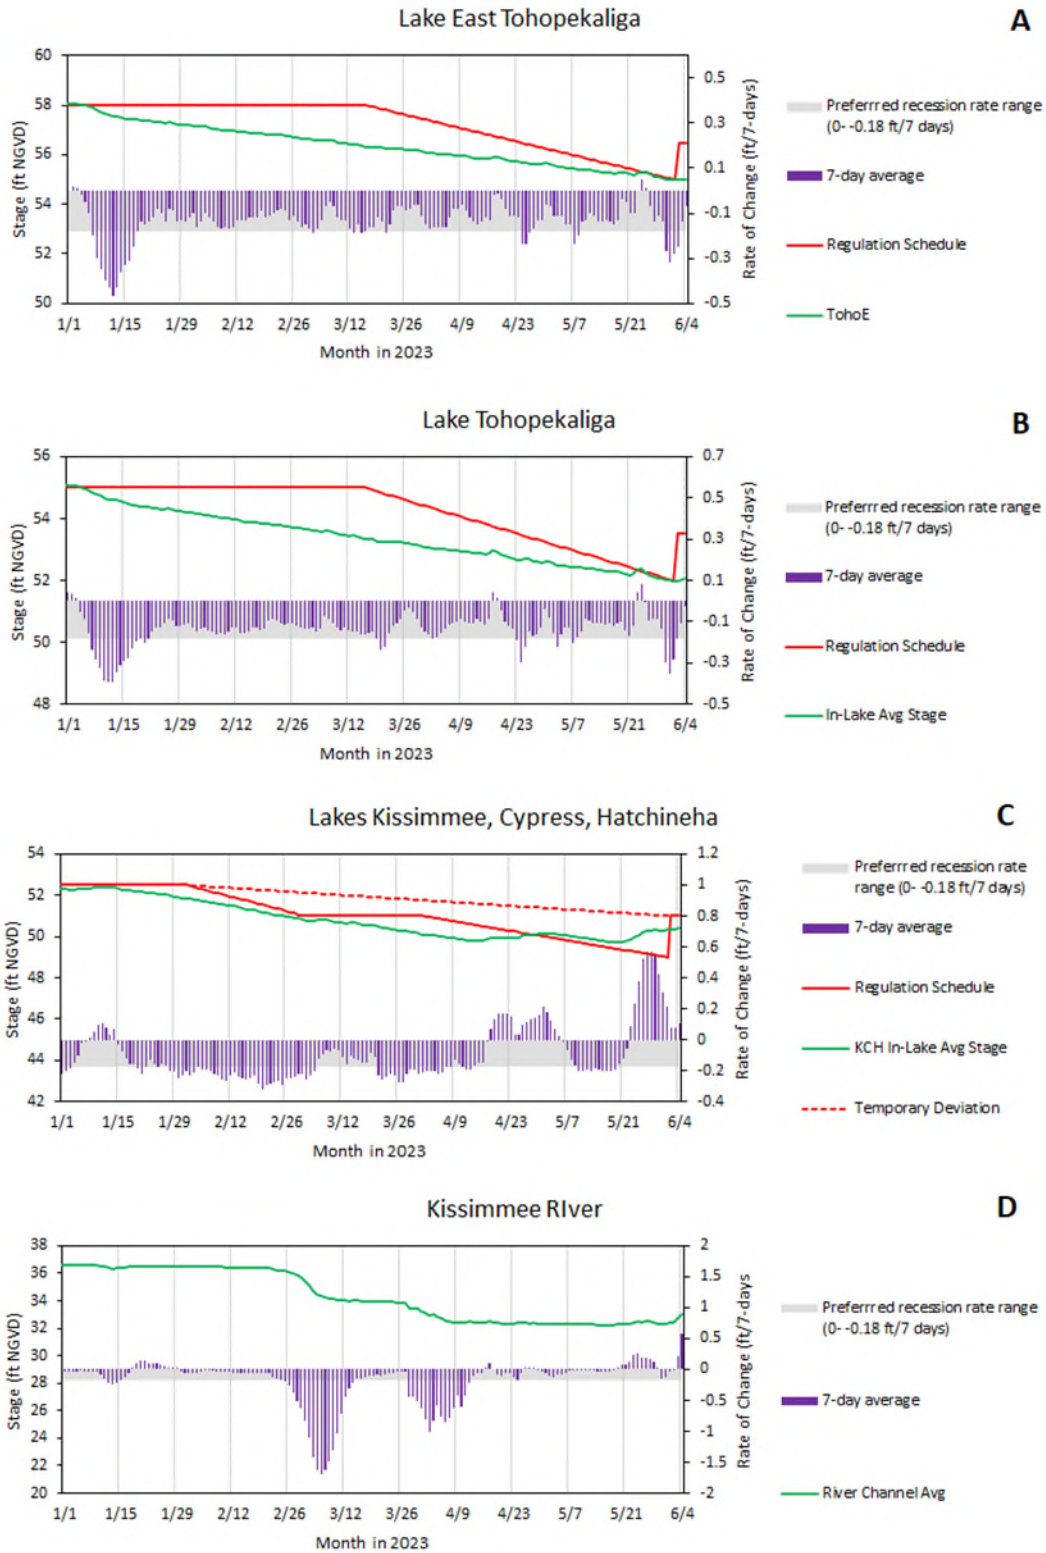 Lake East Tohopekaliga
A
60
58
56
54
52
50
Stage (ft NGVD)
0.5
0.3
0.1
-0.1
-0.3
-0.5
Rate of Change (ft/7-days)
1/1 1/15 1/29 2/12 2/26 3/12 3/26 4/9 4/23 5/7 5/21 6/4
Month in 2023
Preferrred recession rate range
(0- -0.18 ft/7 days)
7-day average
Regulation Schedule
TohoE
Lake Tohopekaliga
B
56
54
52
50
48
Stage (ft NGVD)
0.7
0.5
0.3
0.1
-0.1
-0.3
-0.5
Rate of Change (ft/7-days)
1/1 1/15 1/29 2/12 2/26 3/12 3/26 4/9 4/23 5/7 5/21 6/4
Month in 2023
Preferrred recession rate range
(0- -0.18 ft/7 days)
7-day average
Regulation Schedule
In-Lake Avg Stage
Lakes Kissimmee, Cypress, Hatchineha
C
54
52
50
48
46
44
42
Stage (ft NGVD)
1.2
1
0.8
0.6
0.4
0.2
0
-0.2
-0.4
Rate of Change (ft/7-days)
1/1 1/15 1/29 2/12 2/26 3/12 3/26 4/9 4/23 5/7 5/21 6/4
Month in 2023
Preferrred recession rate
range (0- -0.18 ft/7 days)
7-day average
Regulation Schedule
KCH In-Lake Avg Stage
Temporary Deviation
Kissimmee RIver
D
38
36
34
32
30
28
26
24
22
20
Stage (ft NGVD)
2
1.5
1
0.5
0
-0.5
-1
-1.5
-2
Rate of Change (ft/7-days
1/1 1/15 1/29 2/12 2/26 3/12 3/26 4/9 4/23 5/7 5/21 6/4
Month in 2023
Preferrred recession rate range
(0- -0.18 ft/7 days)
7-day average
River Channel Avg